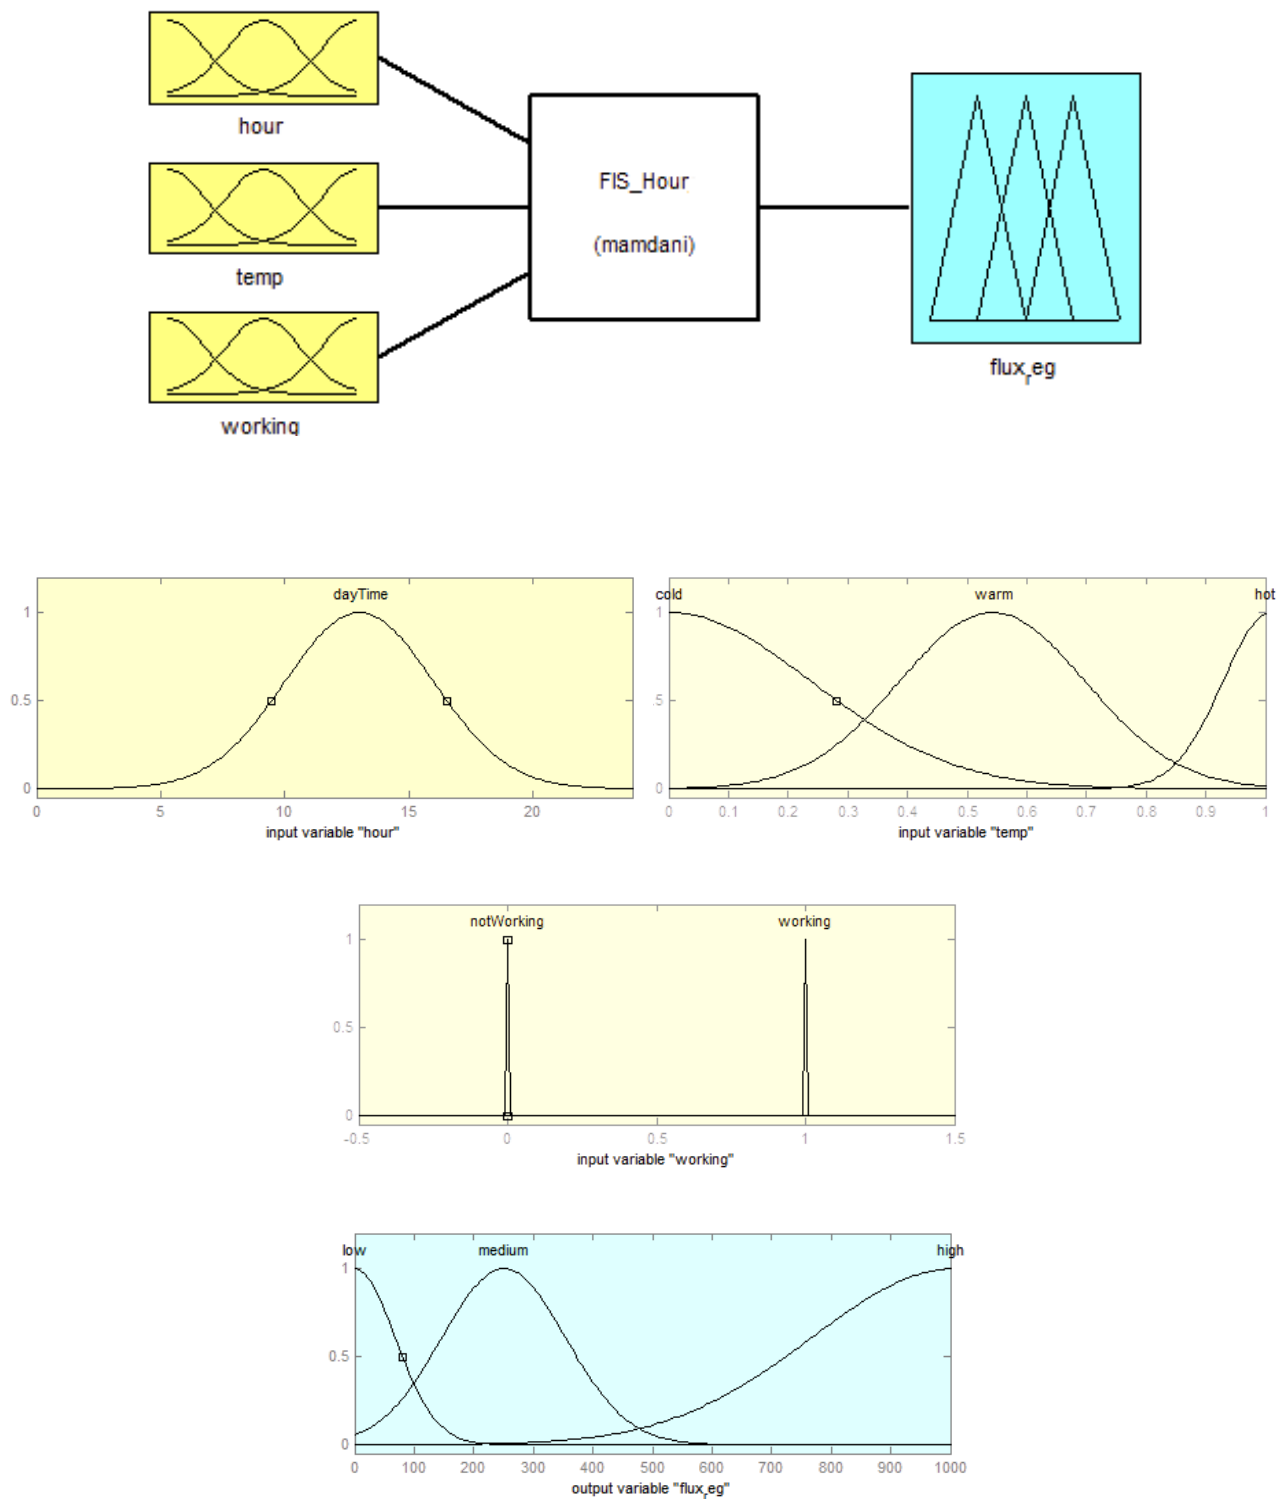 hour
temp
working
FIS_Hour
(mamdani)
flux_reg
dayTime
1
0.5
0
0 5 10 15 20
input variable "hour"
cold warm hot
1
.5
0
0 0.1 0.2 0.3 0.4 0.5 0.6 0.7 0.8 0.9 1
input variable "temp"
notWorking working
1
0.5
0
-0.5 0 0.5 1 1.5
input variable "working"
low medium high
1
0.5
0
0 100 200 300 400 500 600 700 800 900 1000
output variable "flux_reg"